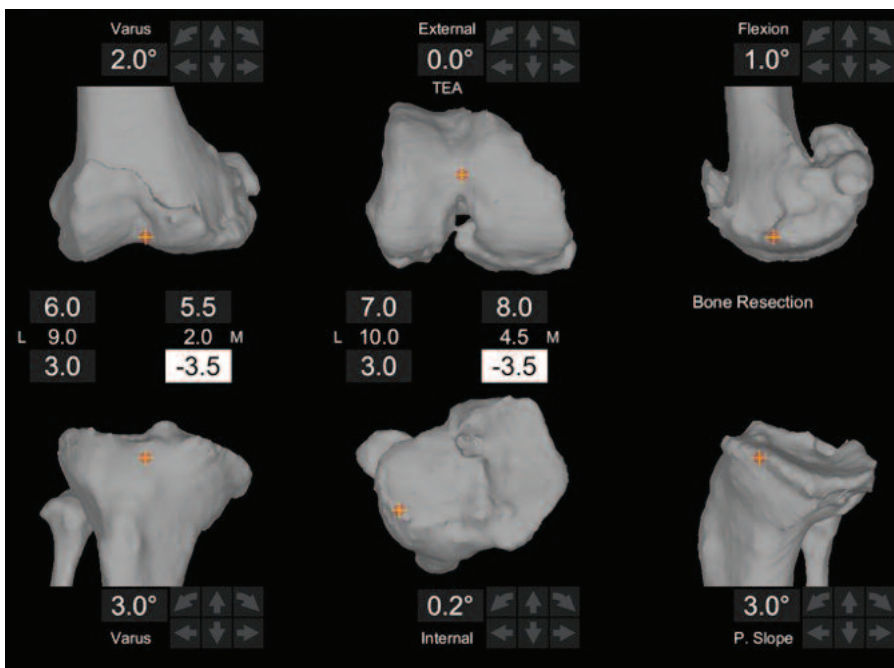 Varus External Flexion
2.0° 0.0° 1.0°
TEA
6.0 5.5 7.0 8.0 Bone Resection
L 9.0 2.0 M L 10.0 4.5 M
3.0 -3.5 3.0 -3.5
3.0° 0.2° 3.0°
Varus Internal P. Slope